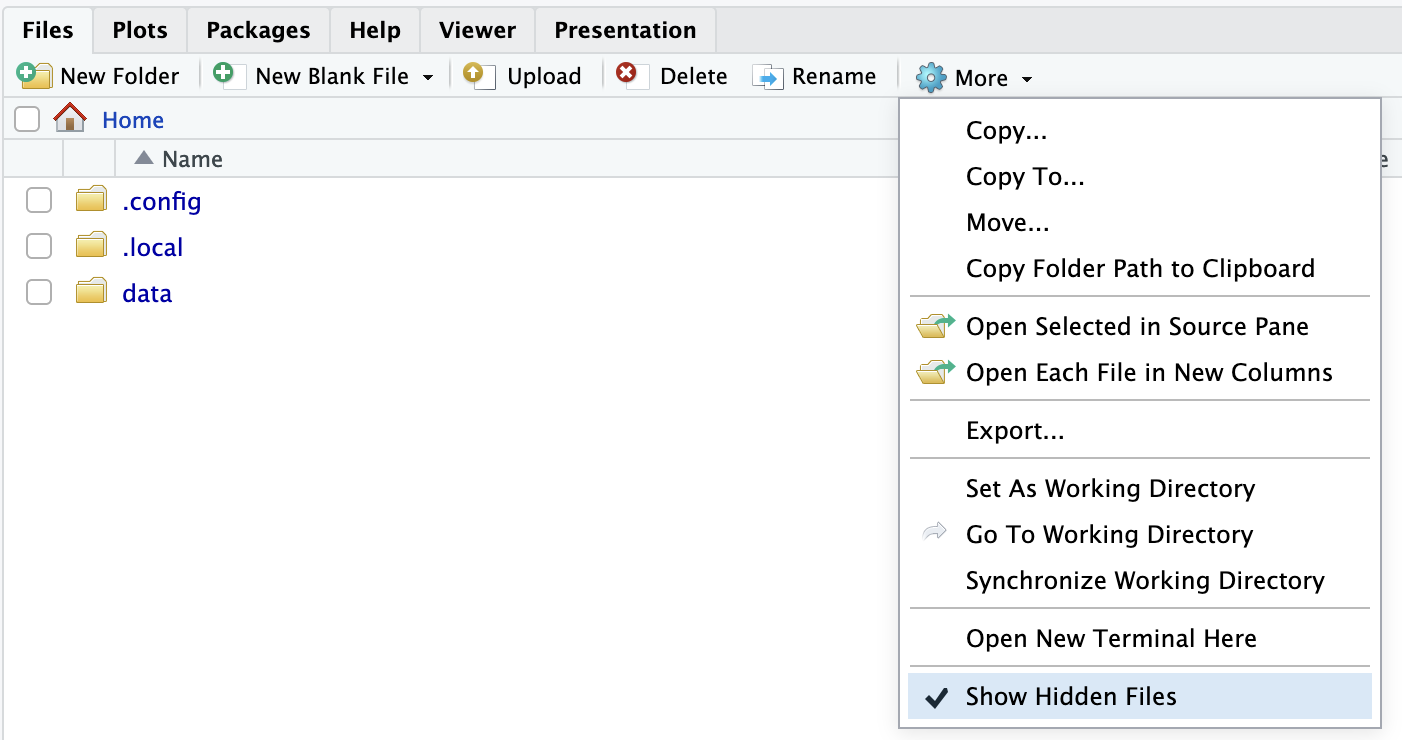 Files Plots Packages Help Viewer Presentation
New Folder New Blank File Upload Delete Rename More
Home
Name
.config
.local
data
Copy...
Copy To...
Move...
Copy Folder Path to Clipboard
Open Selected in Source Pane
Open Each File in New Columns
Export...
Set As Working Directory
Go To Working Directory
Synchronize Working Directory
Open New Terminal Here
Show Hidden Files